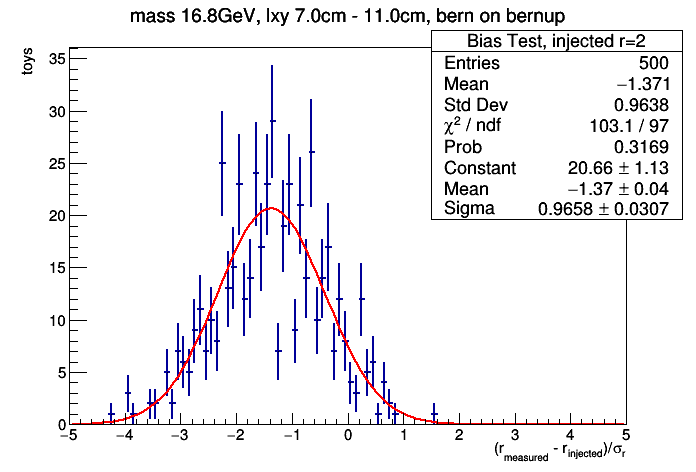 mass 16.8GeV, lxy 7.0cm - 11.0cm, bern on bernup
Bias Test, injected r=2
Entries 500
Mean −1.371
Std Dev 0.9638
χ² / ndf 103.1 / 97
Prob 0.3169
Constant 20.66 ± 1.13
Mean −1.37 ± 0.04
Sigma 0.9658 ± 0.0307
toys
35
30
25
20
15
10
5
0
−5 −4 −3 −2 −1 0 1 2 3 4 5
(r_measured - r_injected)/σ_r